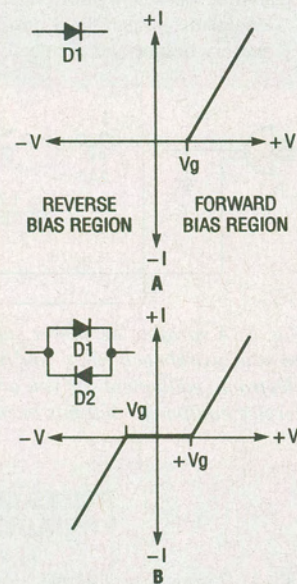 +I
D1
−V
+V
Vg
REVERSE BIAS REGION
FORWARD BIAS REGION
−I
A
+I
D1
D2
−Vg
−V
+V
+Vg
−I
B